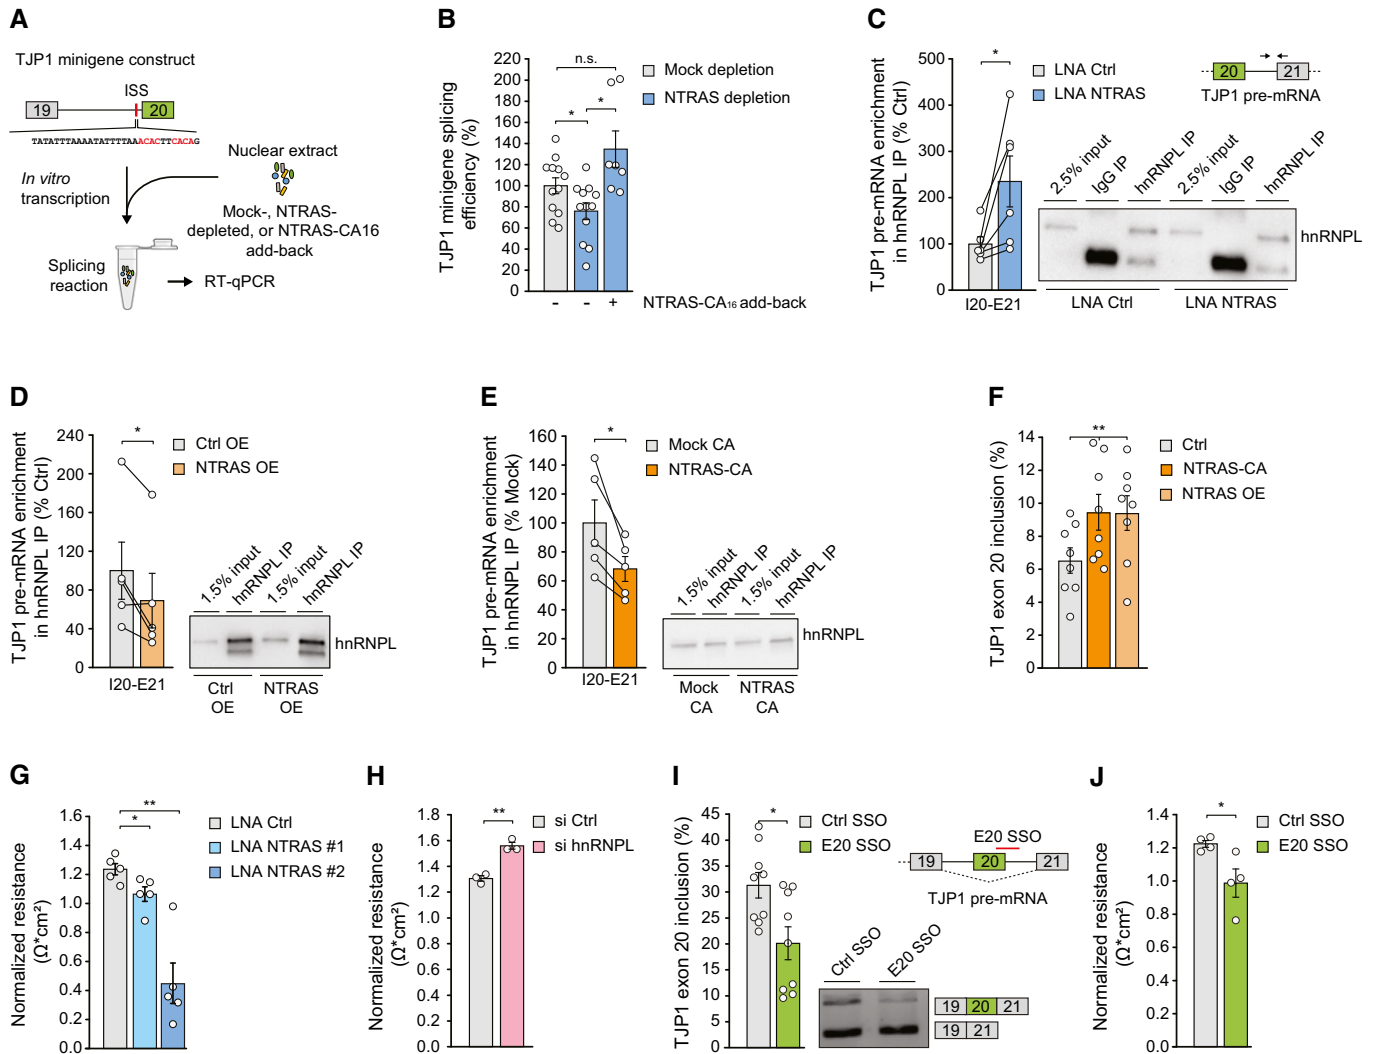 A
TJP1 minigene construct
ISS
19
20
TATATTTAAAATATTTTAAACACTTCACAG
In vitro
transcription
Nuclear extract
Mock-, NTRAS-
depleted, or NTRAS-CA16
add-back
Splicing
reaction
RT-qPCR
B
TJP1 minigene splicing
efficiency (%)
220
200
180
160
140
120
100
80
60
40
20
0
n.s.
*
*
- - + NTRAS-CA16 add-back
Mock depletion
NTRAS depletion
C
TJP1 pre-mRNA enrichment
in hnRNPL IP (% Ctrl)
500
400
300
200
100
0
*
I20-E21
LNA Ctrl
LNA NTRAS
20
21
TJP1 pre-mRNA
2.5% input
IgG IP
hnRNPL IP
2.5% input
IgG IP
hnRNPL IP
hnRNPL
LNA Ctrl
LNA NTRAS
D
TJP1 pre-mRNA enrichment
in hnRNPL IP (% Ctrl)
240
200
160
120
80
40
0
*
I20-E21
Ctrl OE
NTRAS OE
1.5% input
hnRNPL IP
1.5% input
hnRNPL IP
hnRNPL
Ctrl
OE
NTRAS
OE
E
TJP1 pre-mRNA enrichment
in hnRNPL IP (% Mock)
160
140
120
100
80
60
40
20
0
*
I20-E21
Mock CA
NTRAS-CA
1.5% input
hnRNPL IP
1.5% input
hnRNPL IP
hnRNPL
Mock
CA
NTRAS
CA
F
TJP1 exon 20 inclusion (%)
14
12
10
8
6
4
2
0
**
Ctrl
NTRAS-CA
NTRAS OE
G
Normalized resistance
(Ω*cm²)
1.6
1.4
1.2
1.0
0.8
0.6
0.4
0.2
0.0
**
*
LNA Ctrl
LNA NTRAS #1
LNA NTRAS #2
H
Normalized resistance
(Ω*cm²)
1.8
1.6
1.4
1.2
1.0
0.8
0.6
0.4
0.2
0.0
**
si Ctrl
si hnRNPL
I
TJP1 exon 20 inclusion (%)
45
40
35
30
25
20
15
10
5
0
*
Ctrl SSO
E20 SSO
E20 SSO
19
20
21
TJP1 pre-mRNA
Ctrl SSO
E20 SSO
19 20 21
19 21
J
Normalized resistance
(Ω*cm²)
1.4
1.2
1.0
0.8
0.6
0.4
0.2
0.0
*
Ctrl SSO
E20 SSO